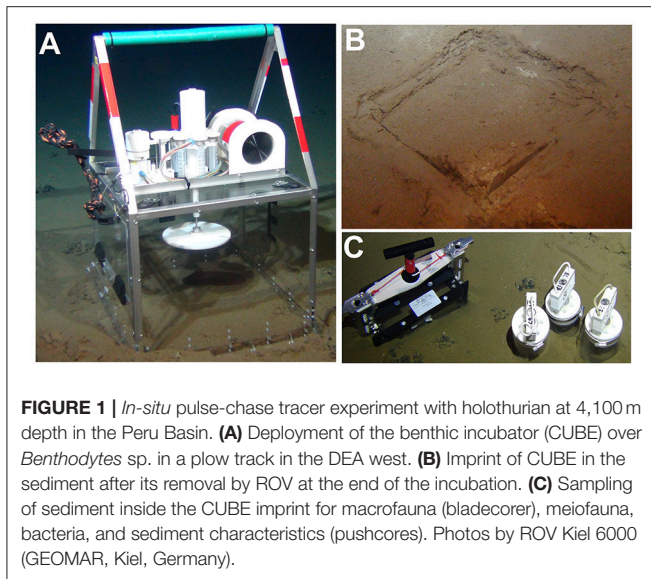 A
B
C
FIGURE 1 | In-situ pulse-chase tracer experiment with holothurian at 4,100 m
depth in the Peru Basin. (A) Deployment of the benthic incubator (CUBE) over
Benthodytes sp. in a plow track in the DEA west. (B) Imprint of CUBE in the
sediment after its removal by ROV at the end of the incubation. (C) Sampling
of sediment inside the CUBE imprint for macrofauna (bladecorer), meiofauna,
bacteria, and sediment characteristics (pushcores). Photos by ROV Kiel 6000
(GEOMAR, Kiel, Germany).